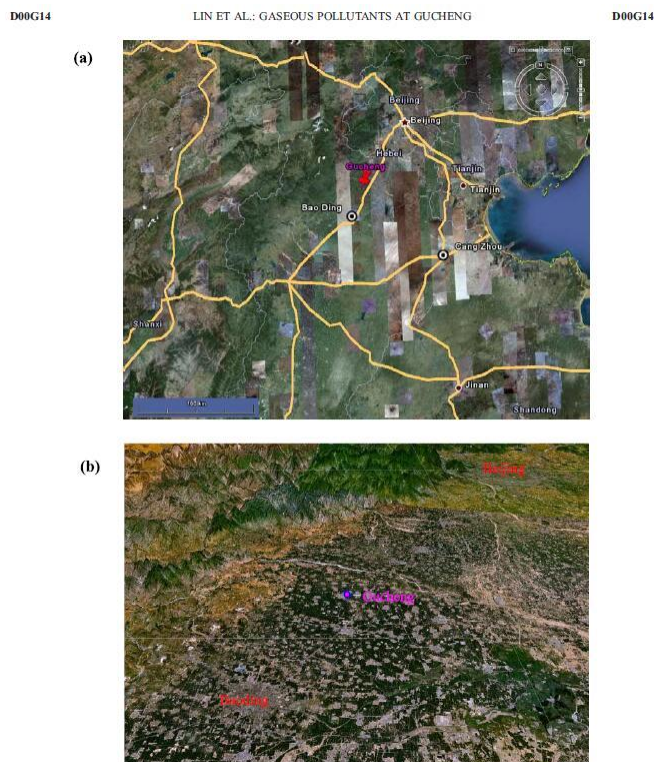 D00G14 LIN ET AL.: GASEOUS POLLUTANTS AT GUCHENG D00G14
(a)
N
Beijing
Beijing
Hebei
Gucheng
Tianjin
Tianjin
Bao Ding
Cang Zhou
Shanxi
Jinan
Shandong
(b)
Beijing
Gucheng
Baoding